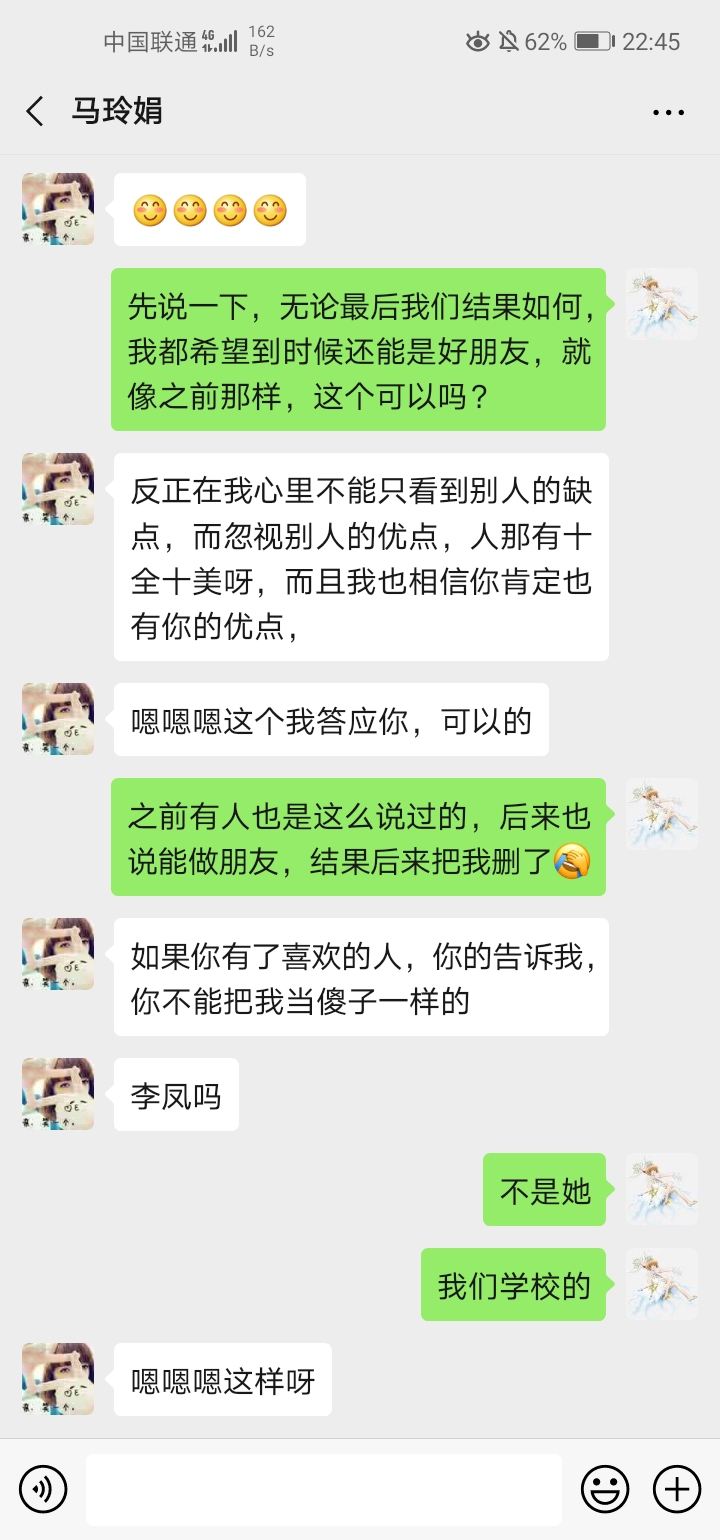 中国联通 4G 162 B/s 62% 22:45
马玲娟
😊😊😊😊
先说一下，无论最后我们结果如何，
我都希望到时候还能是好朋友，就
像之前那样，这个可以吗？
反正在我心里不能只看到别人的缺
点，而忽视别人的优点，人那有十
全十美呀，而且我也相信你肯定也
有你的优点，
嗯嗯嗯这个我答应你，可以的
之前有人也是这么说过的，后来也
说能做朋友，结果后来把我删了🤦
如果你有了喜欢的人，你的告诉我，
你不能把我当傻子一样的
李凤吗
不是她
我们学校的
嗯嗯嗯这样呀